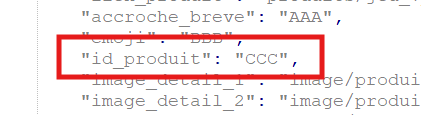 "accroche_breve": "AAA",
"emoji": "BBB",
"id_produit": "CCC",
"image_detail_1": "image/produi
"image_detail_2": "image/produi